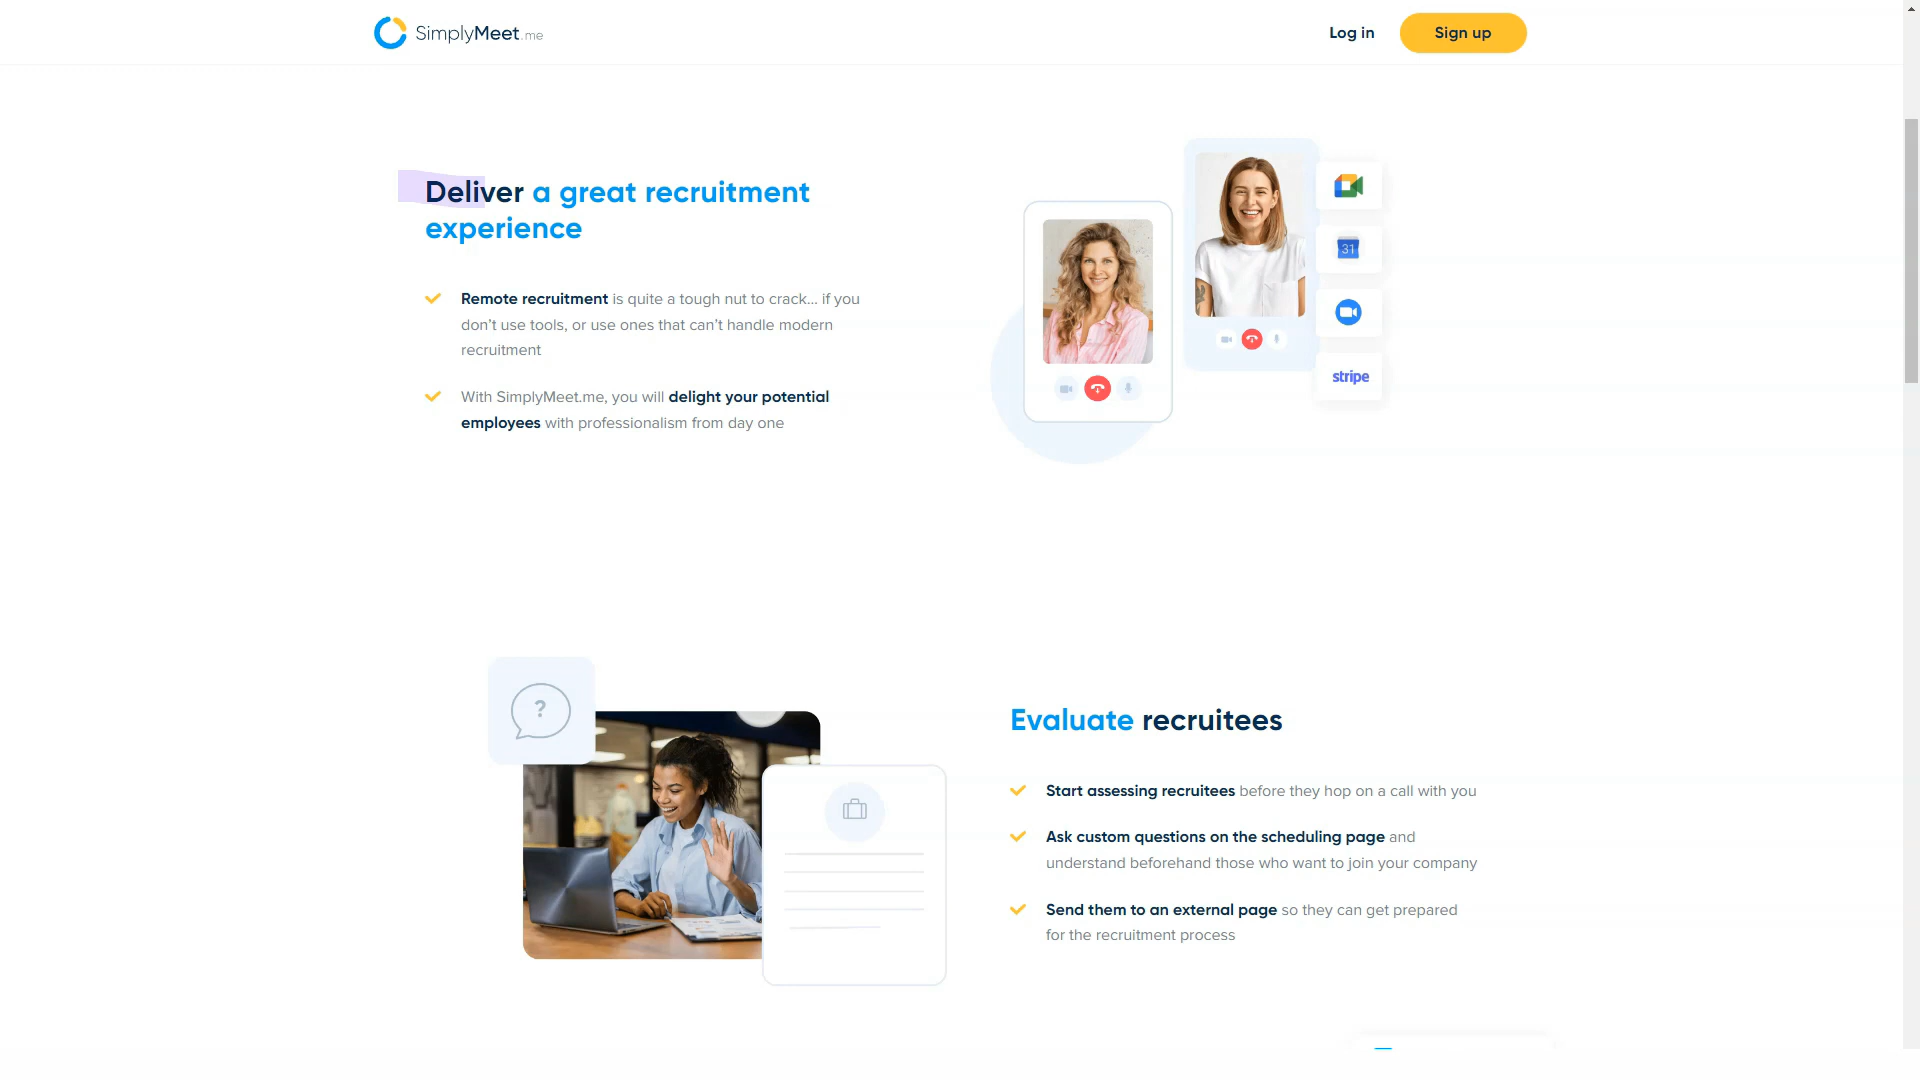 SimplyMeet.me
Log in
Sign up
Deliver a great recruitment
experience
Remote recruitment is quite a tough nut to crack... if you
don't use tools, or use ones that can't handle modern
recruitment
With SimplyMeet.me, you will delight your potential
employees with professionalism from day one
31
stripe
?
Evaluate recruitees
Start assessing recruitees before they hop on a call with you
Ask custom questions on the scheduling page and
understand beforehand those who want to join your company
Send them to an external page so they can get prepared
for the recruitment process